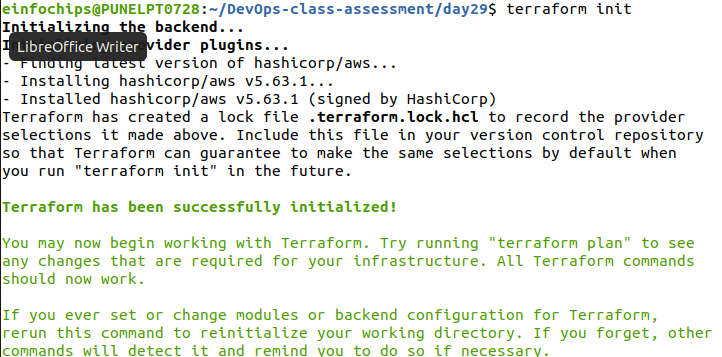 einfochips@PUNELPT0728:~/DevOps-class-assessment/day29$ terraform init
Initializing the backend...
LibreOffice Writer
provider plugins...
- Finding latest version of hashicorp/aws...
- Installing hashicorp/aws v5.63.1...
- Installed hashicorp/aws v5.63.1 (signed by HashiCorp)
Terraform has created a lock file .terraform.lock.hcl to record the provider
selections it made above. Include this file in your version control repository
so that Terraform can guarantee to make the same selections by default when
you run "terraform init" in the future.
Terraform has been successfully initialized!
You may now begin working with Terraform. Try running "terraform plan" to see
any changes that are required for your infrastructure. All Terraform commands
should now work.
If you ever set or change modules or backend configuration for Terraform,
rerun this command to reinitialize your working directory. If you forget, other
commands will detect it and remind you to do so if necessary.